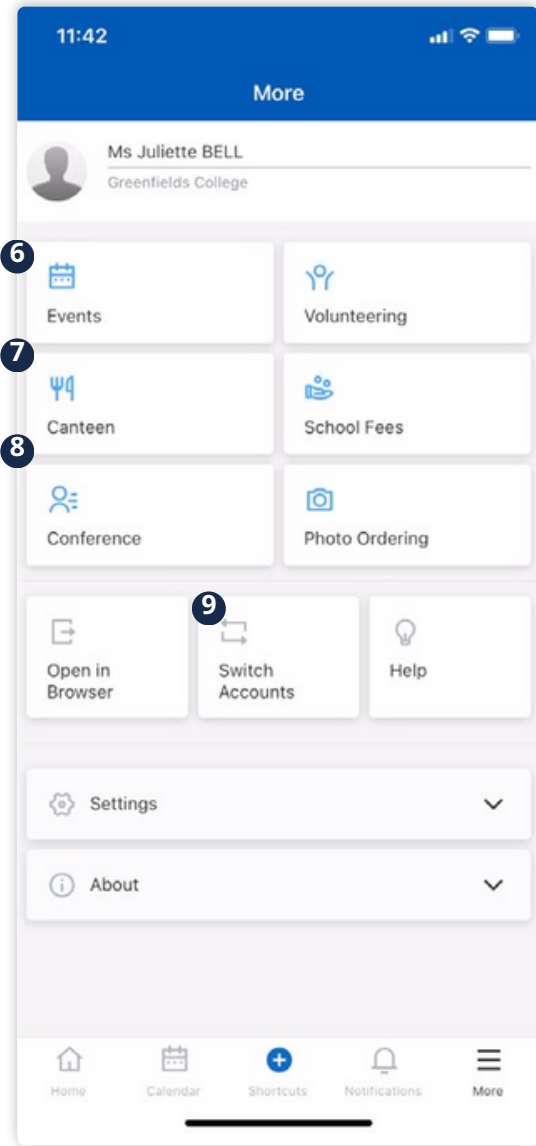 11:42
More
Ms Juliette BELL
Greenfields College
6
Events
Volunteering
7
Canteen
School Fees
8
Conference
Photo Ordering
9
Open in
Browser
Switch
Accounts
Help
Settings
About
Home
Calendar
Shortcuts
Notifications
More